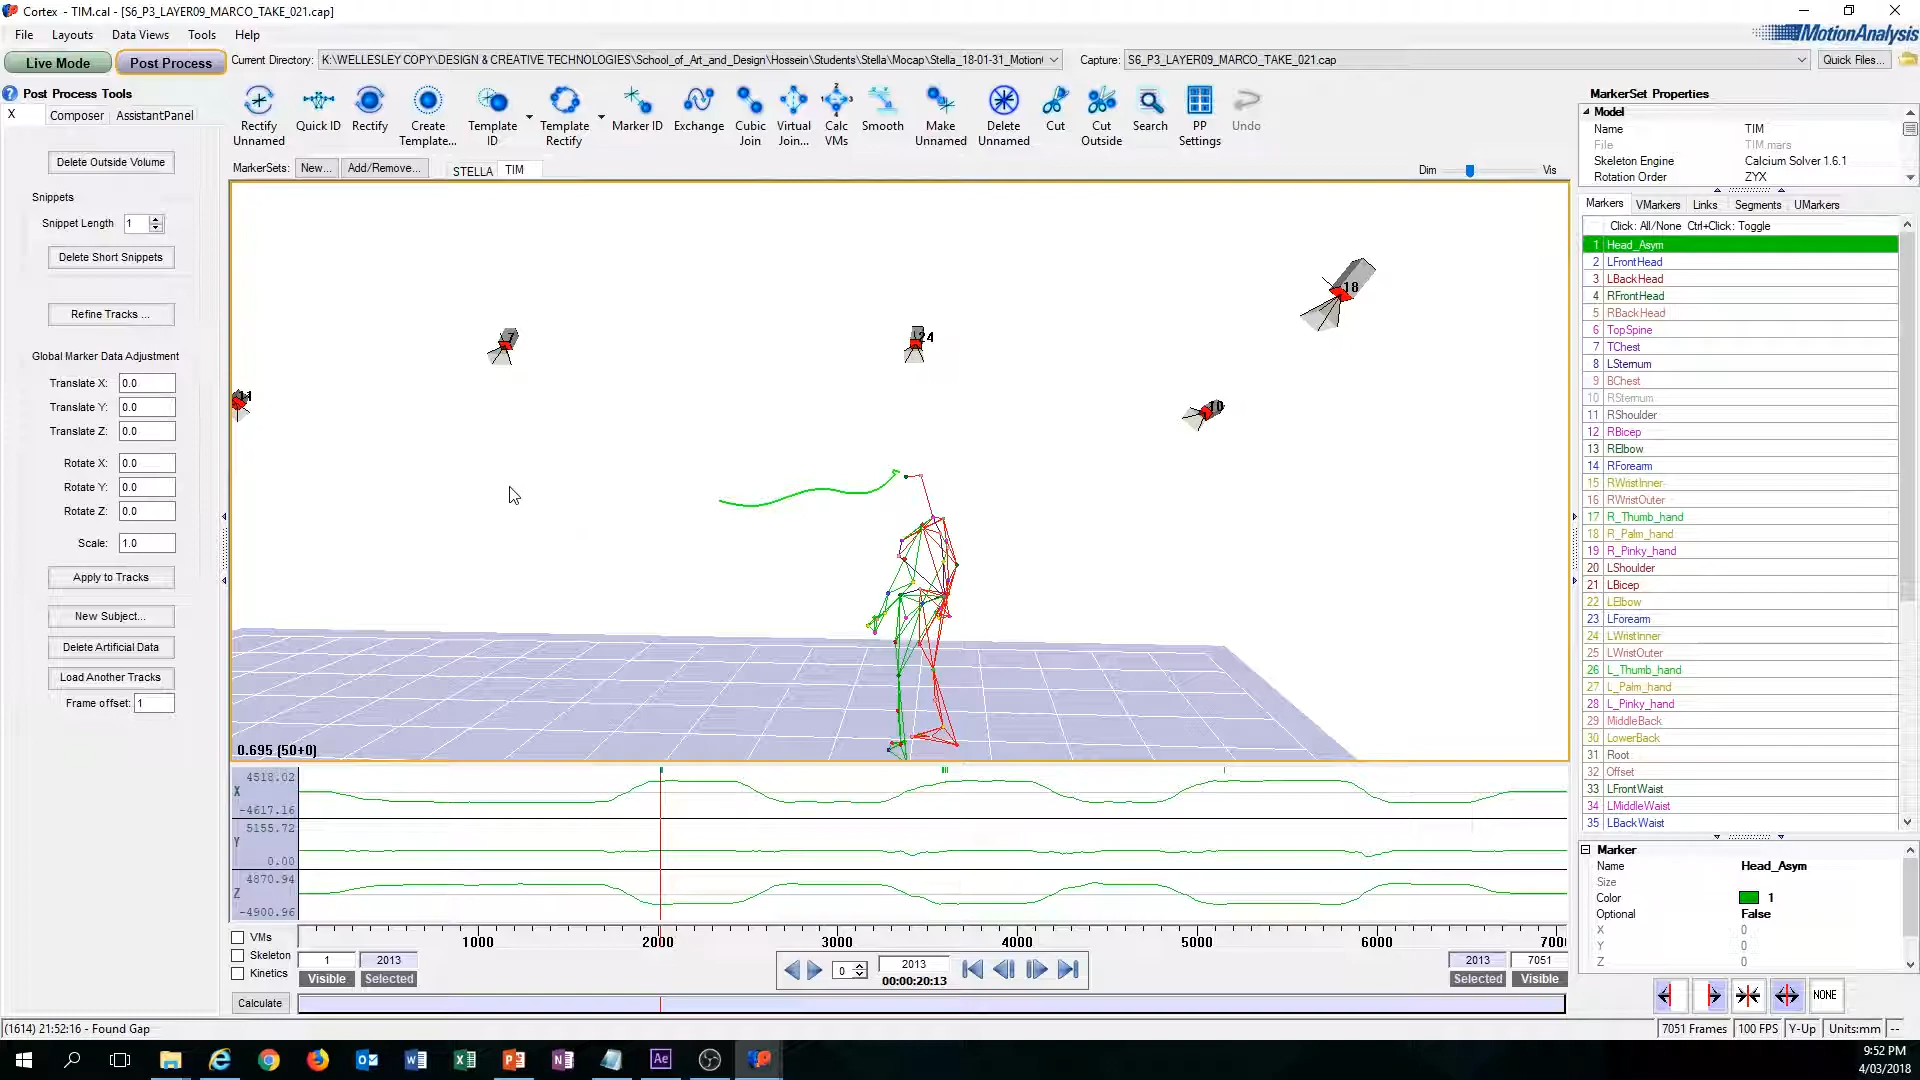 Cortex - TIM.cal - [S6_P3_LAYER09_MARCO_TAKE_021.cap]
File Layouts Data Views Tools Help
MotionAnalysis
Live Mode Post Process Current Directory: K:\WELLESLEY COPY\DESIGN & CREATIVE TECHNOLOGIES\School_of_Art_and_Design\Hossein\Students\Stella\Mocap\Stella_18-01-31_Motion( Capture: S6_P3_LAYER09_MARCO_TAKE_021.cap Quick Files...
Post Process Tools
X Composer AssistantPanel
Rectify Unnamed
Quick ID
Rectify
Create Template...
Template ID
Template Rectify
Marker ID
Exchange
Cubic Join
Virtual Join...
Calc VMs
Smooth
Make Unnamed
Delete Unnamed
Cut
Cut Outside
Search
PP Settings
Undo
MarkerSets: New... Add/Remove... STELLA TIM
Dim Vis
Delete Outside Volume
Snippets
Snippet Length 1
Delete Short Snippets
Refine Tracks ...
Global Marker Data Adjustment
Translate X: 0.0
Translate Y: 0.0
Translate Z: 0.0
Rotate X: 0.0
Rotate Y: 0.0
Rotate Z: 0.0
Scale: 1.0
Apply to Tracks
New Subject...
Delete Artificial Data
Load Another Tracks
Frame offset: 1
18
7
24
11
10
0.695 (50+0)
4518.02
X
-4617.16
5155.72
Y
0.00
4870.94
Z
-4900.96
1000 2000 3000 4000 5000 6000 700
VMs
Skeleton
Kinetics
1 2013
Visible Selected
0
2013
00:00:20:13
2013 7051
Selected Visible
Calculate
MarkerSet Properties
Model
Name TIM
File TIM.mars
Skeleton Engine Calcium Solver 1.6.1
Rotation Order ZYX
Markers VMarkers Links Segments UMarkers
Click: All/None Ctrl+Click: Toggle
1 Head_Asym
2 LFrontHead
3 LBackHead
4 RFrontHead
5 RBackHead
6 TopSpine
7 TChest
8 LSternum
9 BChest
10 RSternum
11 RShoulder
12 RBicep
13 RElbow
14 RForearm
15 RWristInner
16 RWristOuter
17 R_Thumb_hand
18 R_Palm_hand
19 R_Pinky_hand
20 LShoulder
21 LBicep
22 LElbow
23 LForearm
24 LWristInner
25 LWristOuter
26 L_Thumb_hand
27 L_Palm_hand
28 L_Pinky_hand
29 MiddleBack
30 LowerBack
31 Root
32 Offset
33 LFrontWaist
34 LMiddleWaist
35 LBackWaist
Marker
Name Head_Asym
Size
Color 1
Optional False
X 0
Y 0
Z 0
NONE
(1614) 21:52:16 - Found Gap
7051 Frames 100 FPS Y-Up Units:mm --
9:52 PM
4/03/2018